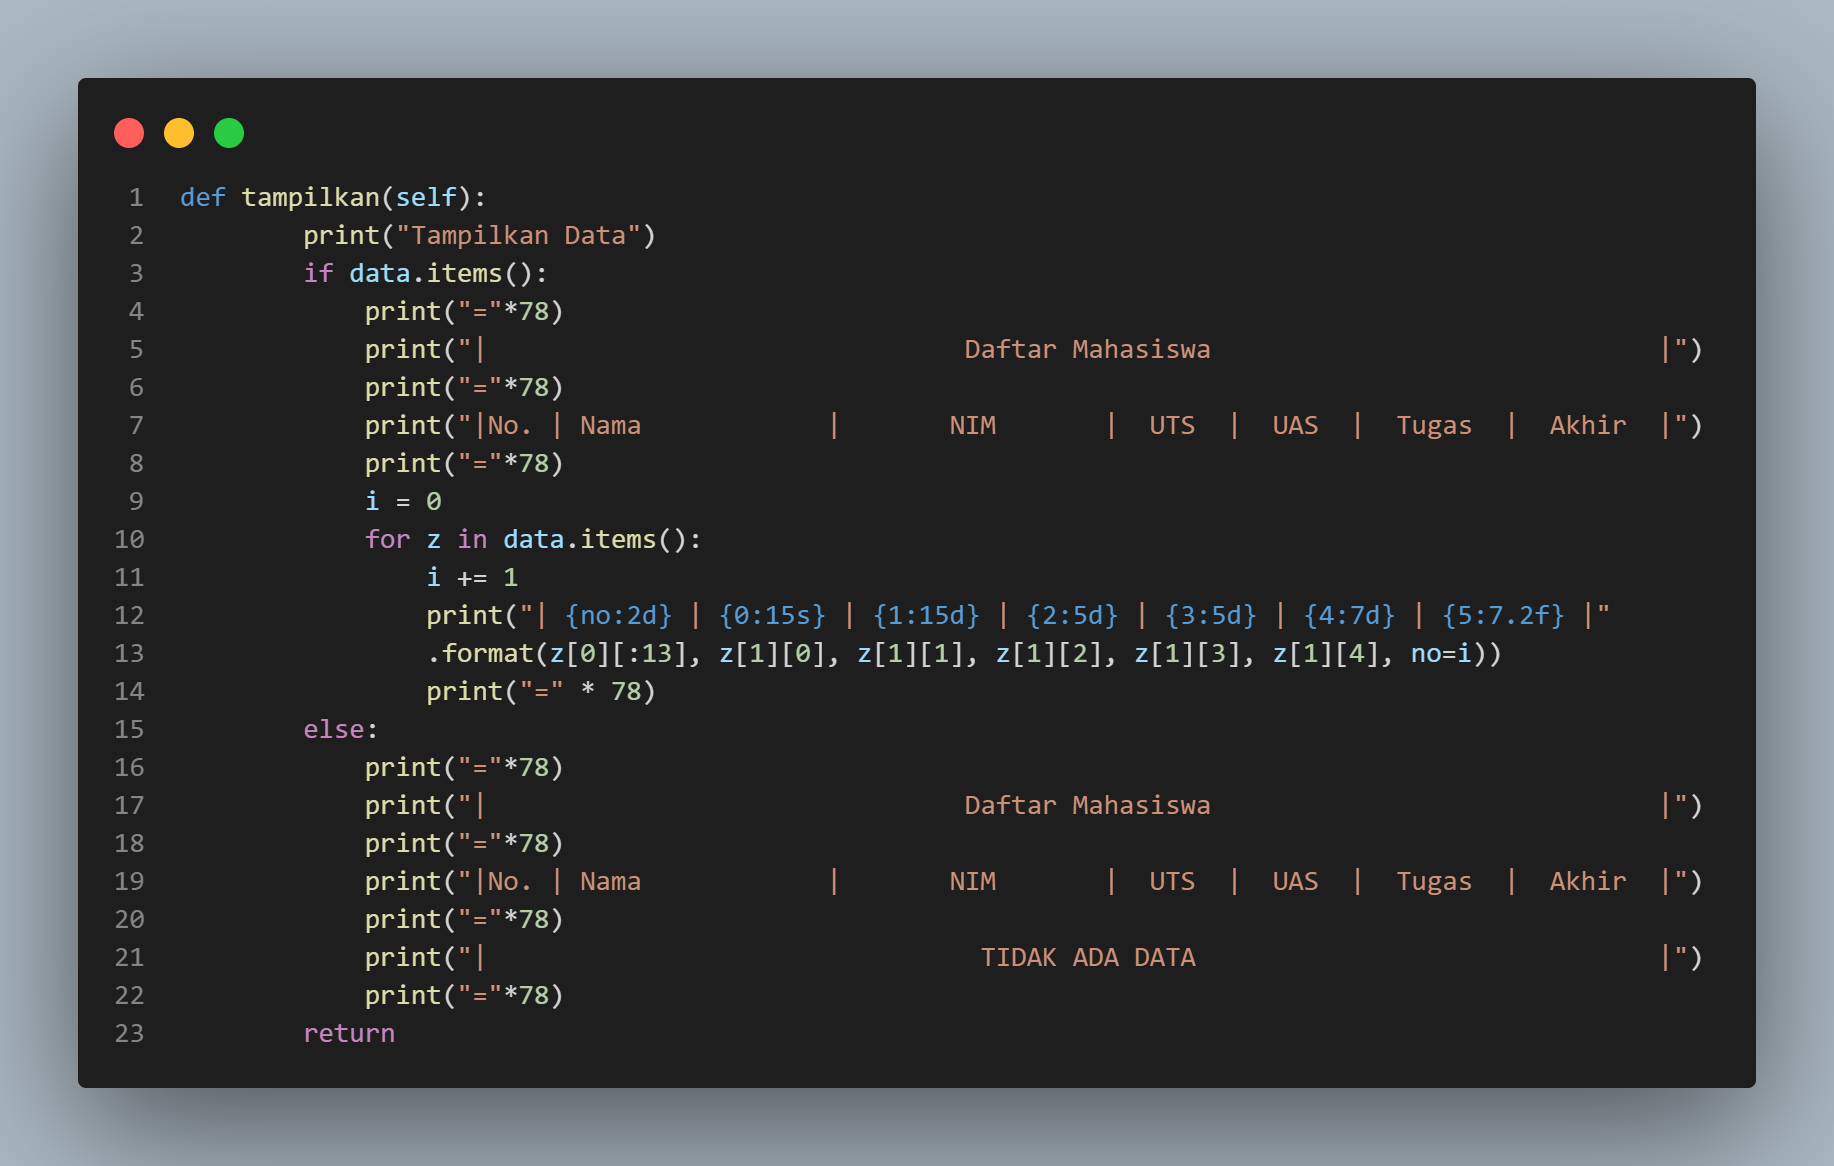 1 def tampilkan(self):
2         print("Tampilkan Data")
3         if data.items():
4             print("="*78)
5             print("|                               Daftar Mahasiswa                             |")
6             print("="*78)
7             print("|No. | Nama            |       NIM       |  UTS  |  UAS  |  Tugas  |  Akhir  |")
8             print("="*78)
9             i = 0
10             for z in data.items():
11                 i += 1
12                 print("| {no:2d} | {0:15s} | {1:15d} | {2:5d} | {3:5d} | {4:7d} | {5:7.2f} |"
13                 .format(z[0][:13], z[1][0], z[1][1], z[1][2], z[1][3], z[1][4], no=i))
14                 print("=" * 78)
15         else:
16             print("="*78)
17             print("|                               Daftar Mahasiswa                             |")
18             print("="*78)
19             print("|No. | Nama            |       NIM       |  UTS  |  UAS  |  Tugas  |  Akhir  |")
20             print("="*78)
21             print("|                                TIDAK ADA DATA                              |")
22             print("="*78)
23         return